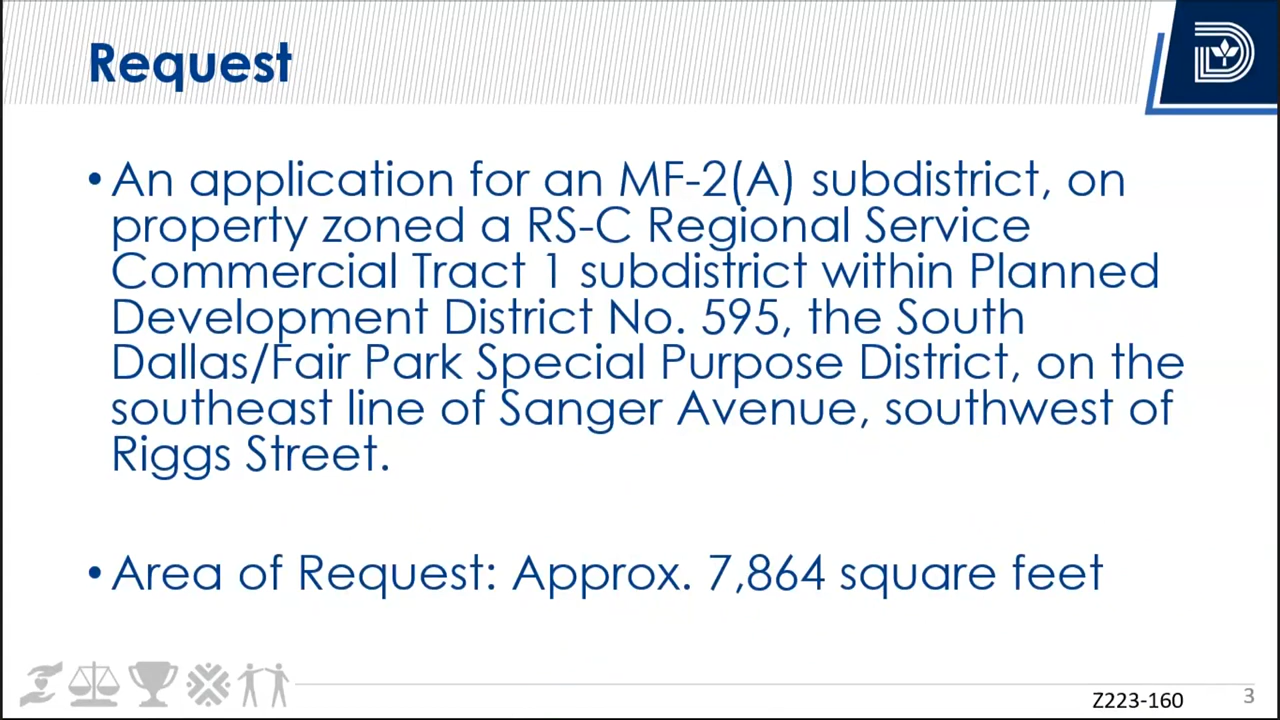 Request
• An application for an MF-2(A) subdistrict, on
property zoned a RS-C Regional Service
Commercial Tract 1 subdistrict within Planned
Development District No. 595, the South
Dallas/Fair Park Special Purpose District, on the
southeast line of Sanger Avenue, southwest of
Riggs Street.
• Area of Request: Approx. 7,864 square feet
Z223-160
3